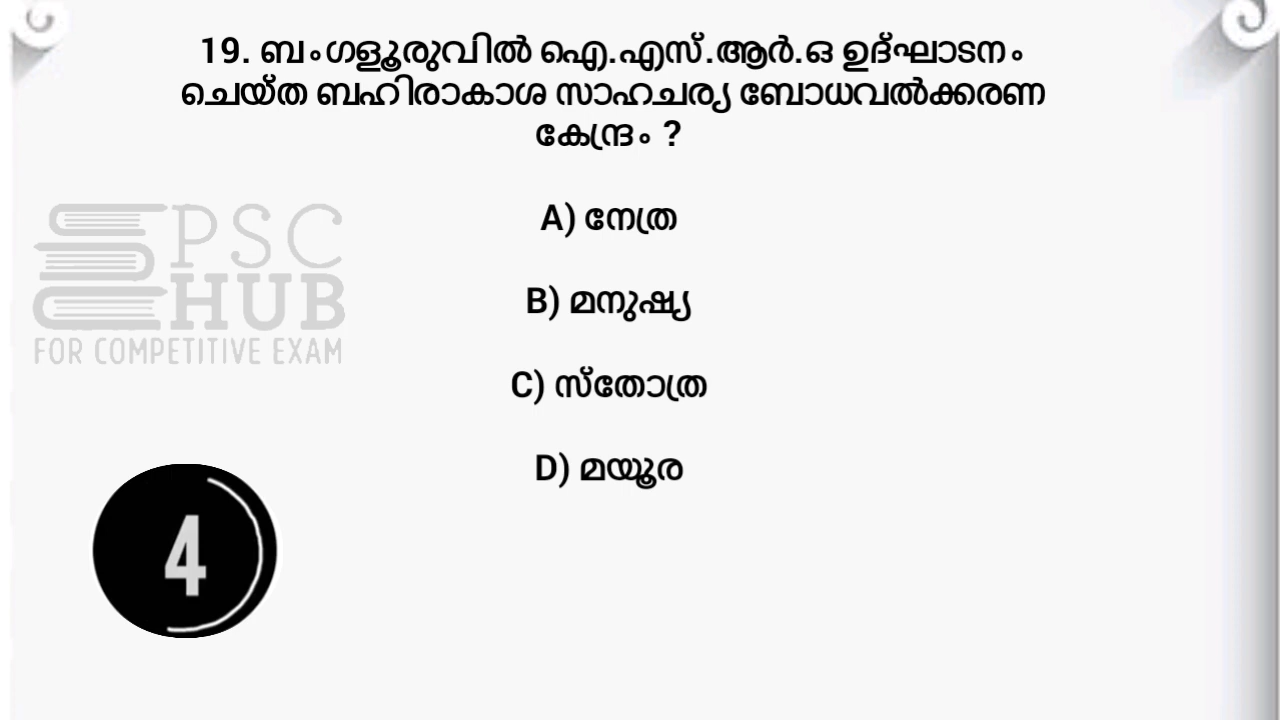 19. ബംഗളൂരുവിൽ ഐ.എസ്.ആർ.ഒ ഉദ്ഘാടനം
ചെയ്ത ബഹിരാകാശ സാഹചര്യ ബോധവൽക്കരണ
കേന്ദ്രം ?
A) നേത്ര
B) മനുഷ്യ
C) സ്തോത്ര
D) മയൂര
PSC
HUB
FOR COMPETITIVE EXAM
4